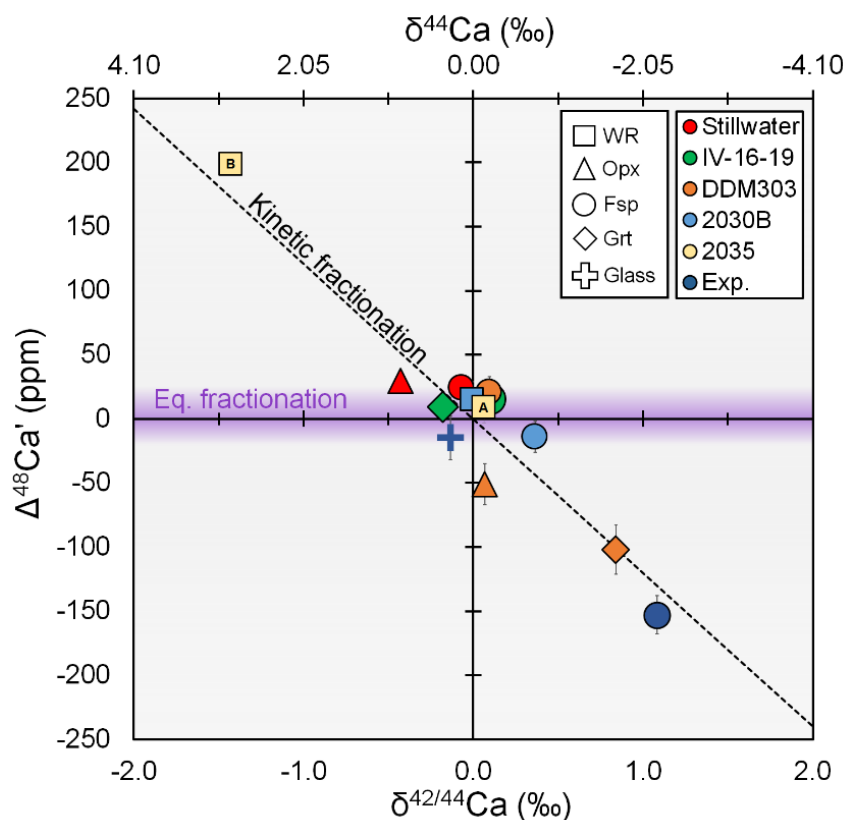 δ⁴⁴Ca (‰)
4.10 2.05 0.00 -2.05 -4.10
250
200
150
100
50
0
-50
-100
-150
-200
-250
Δ⁴⁸Ca' (ppm)
B
Kinetic fractionation
Eq. fractionation
A
WR
Opx
Fsp
Grt
Glass
Stillwater
IV-16-19
DDM303
2030B
2035
Exp.
-2.0 -1.0 0.0 1.0 2.0
δ⁴²/⁴⁴Ca (‰)